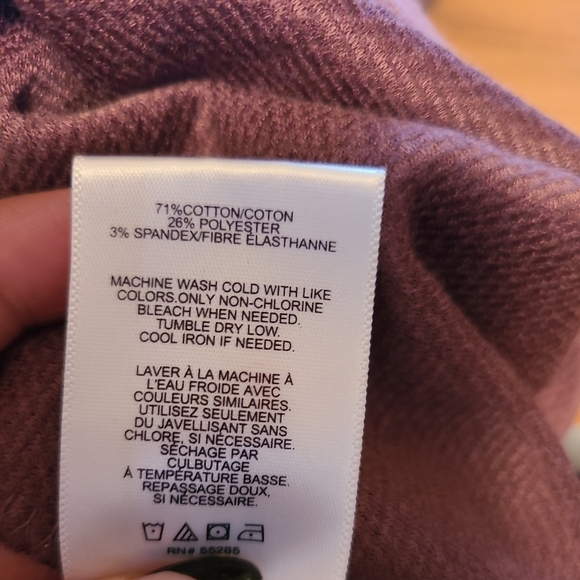 71%COTTON/COTON
26% POLYESTER
3% SPANDEX/FIBRE ÉLASTHANNE
MACHINE WASH COLD WITH LIKE
COLORS.ONLY NON-CHLORINE
BLEACH WHEN NEEDED.
TUMBLE DRY LOW.
COOL IRON IF NEEDED.
LAVER À LA MACHINE À
L'EAU FROIDE AVEC
COULEURS SIMILAIRES.
UTILISEZ SEULEMENT
DU JAVELLISANT SANS
CHLORE, SI NÉCESSAIRE.
SÉCHAGE PAR
CULBUTAGE
À TEMPÉRATURE BASSE.
REPASSAGE DOUX,
SI NÉCESSAIRE.
RN# 55285